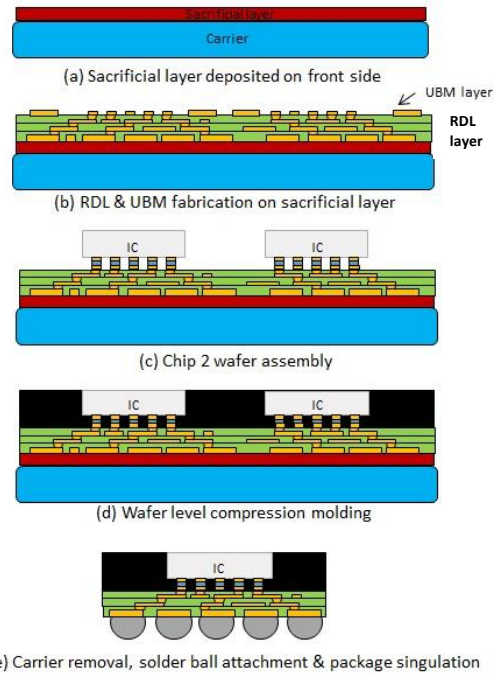 Sacrificial layer
Carrier
(a) Sacrificial layer deposited on front side
UBM layer
RDL
layer
(b) RDL & UBM fabrication on sacrificial layer
IC
IC
(c) Chip 2 wafer assembly
IC
IC
(d) Wafer level compression molding
IC
e) Carrier removal, solder ball attachment & package singulation